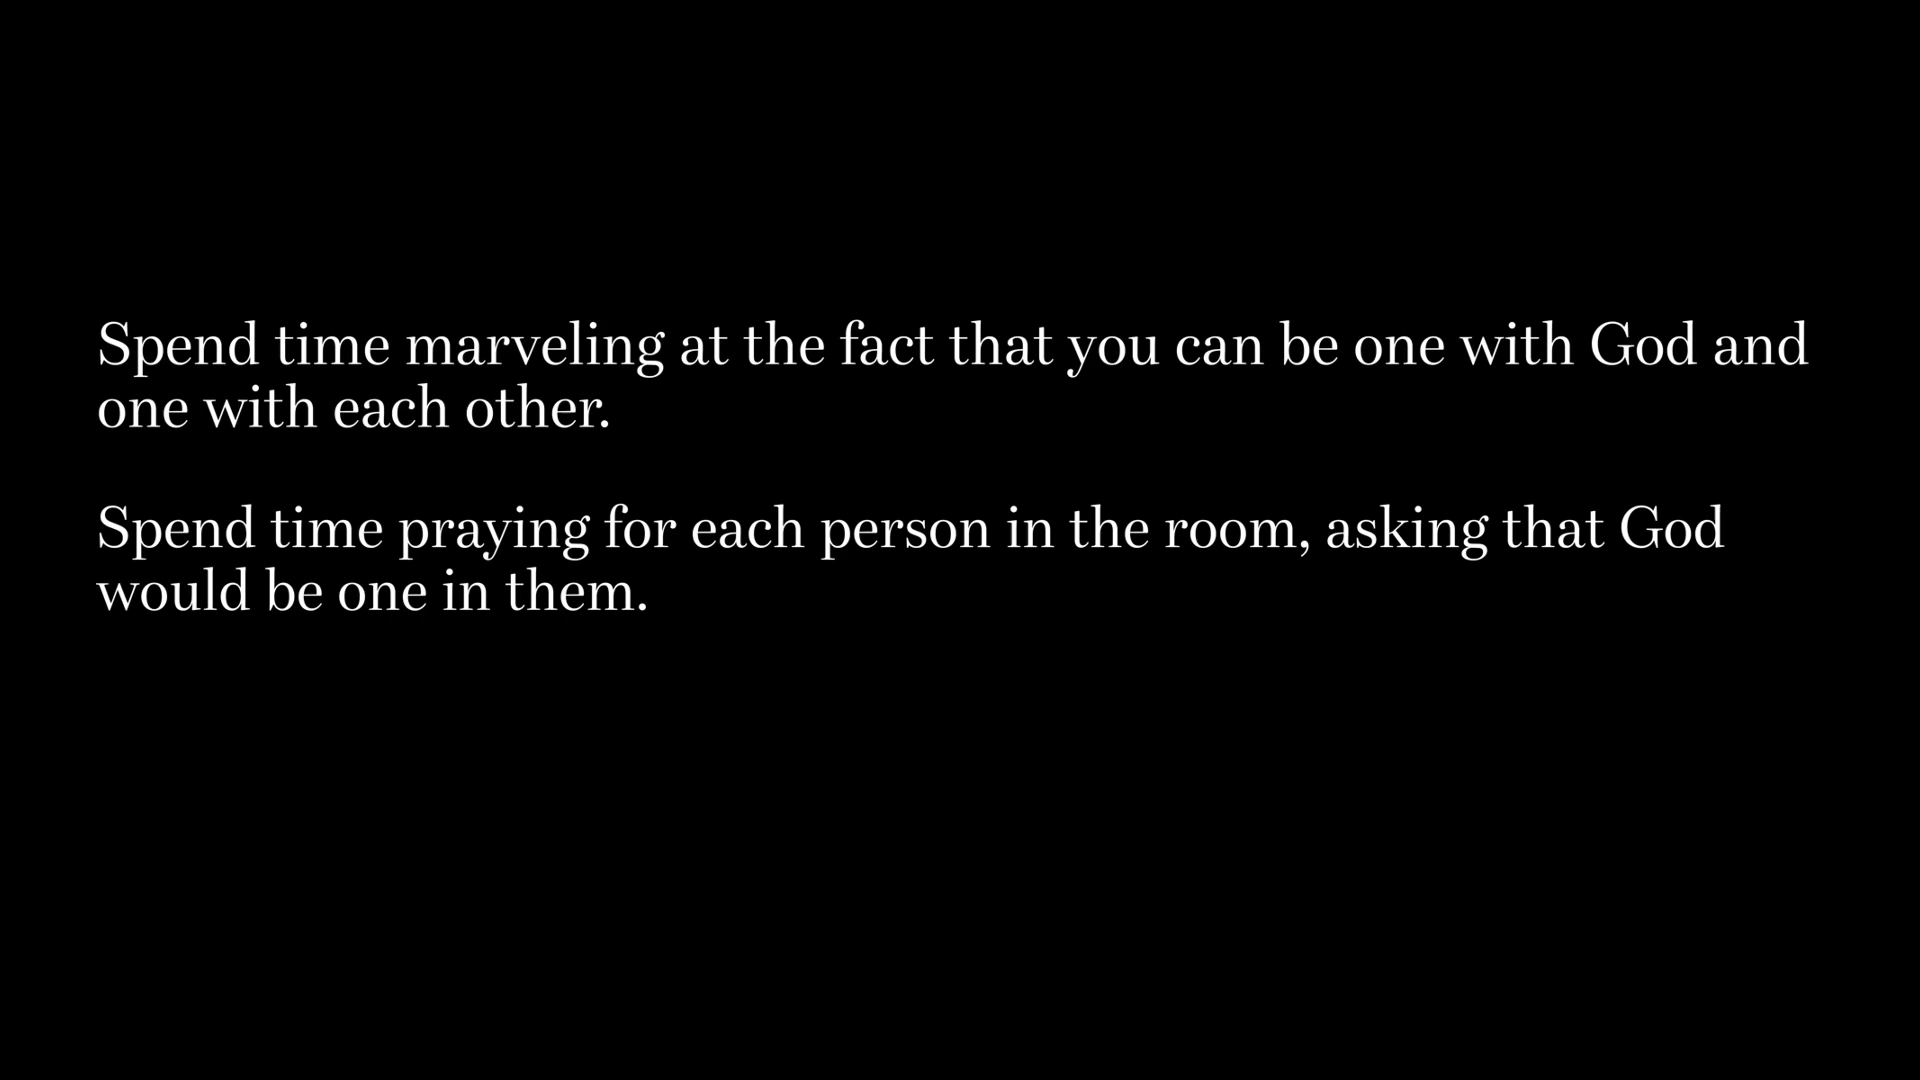 Spend time marveling at the fact that you can be one with God and
one with each other.
Spend time praying for each person in the room, asking that God
would be one in them.